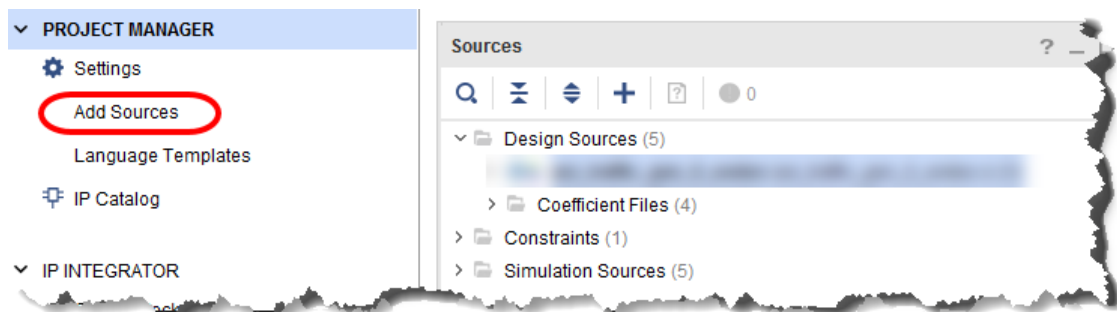 PROJECT MANAGER
Settings
Add Sources
Language Templates
IP Catalog
IP INTEGRATOR
Sources
?
0
Design Sources (5)
Coefficient Files (4)
Constraints (1)
Simulation Sources (5)